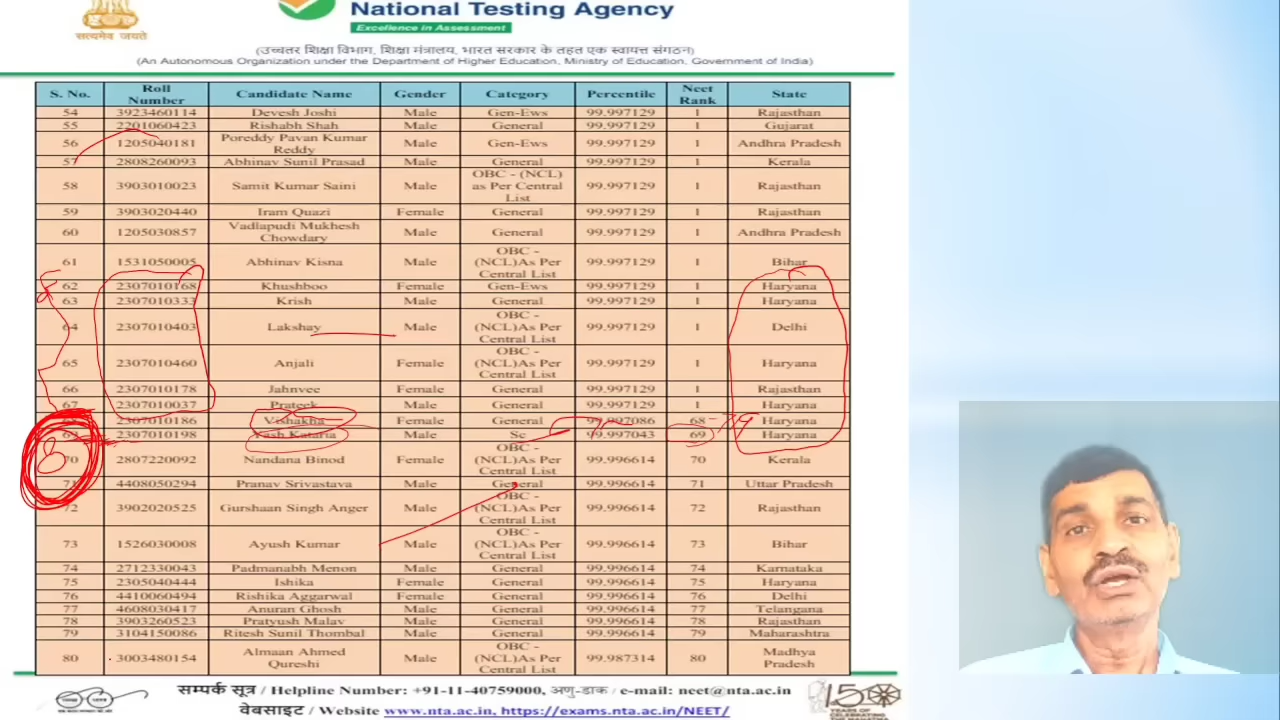 सत्यमेव जयते
National Testing Agency
Excellence in Assessment
(उच्चतर शिक्षा विभाग, शिक्षा मंत्रालय, भारत सरकार के तहत एक स्वायत्त संगठन)
(An Autonomous Organization under the Department of Higher Education, Ministry of Education, Government of India)
S. No. Roll Number Candidate Name Gender Category Percentile Neet Rank State
54 3923460114 Devesh Joshi Male Gen-Ews 99.997129 1 Rajasthan
55 2201060423 Rishabh Shah Male General 99.997129 1 Gujarat
56 1205040181 Poreddy Pavan Kumar Reddy Male Gen-Ews 99.997129 1 Andhra Pradesh
57 2808260093 Abhinav Sunil Prasad Male General 99.997129 1 Kerala
58 3903010023 Samit Kumar Saini Male OBC - (NCL) as Per Central List 99.997129 1 Rajasthan
59 3903020440 Iram Quazi Female General 99.997129 1 Rajasthan
60 1205030857 Vadlapudi Mukhesh Chowdary Male General 99.997129 1 Andhra Pradesh
61 1531050005 Abhinav Kisna Male OBC - (NCL)As Per Central List 99.997129 1 Bihar
62 2307010168 Khushboo Female Gen-Ews 99.997129 1 Haryana
63 2307010333 Krish Male General 99.997129 1 Haryana
64 2307010403 Lakshay Male OBC - (NCL)As Per Central List 99.997129 1 Delhi
65 2307010460 Anjali Female OBC - (NCL)As Per Central List 99.997129 1 Haryana
66 2307010178 Jahnvee Female General 99.997129 1 Rajasthan
67 2307010037 Prateek Male General 99.997129 1 Haryana
2307010186 Vishakha Female General 99.997086 68 Haryana
69 2307010198 Yash Kataria Male Sc 99.997043 69 Haryana
8
70 2807220092 Nandana Binod Female OBC - (NCL)As Per Central List 99.996614 70 Kerala
71 4408050294 Pranav Srivastava Male General 99.996614 71 Uttar Pradesh
72 3902020525 Gurshaan Singh Anger Male OBC - (NCL)As Per Central List 99.996614 72 Rajasthan
73 1526030008 Ayush Kumar Male OBC - (NCL)As Per Central List 99.996614 73 Bihar
74 2712330043 Padmanabh Menon Male General 99.996614 74 Karnataka
75 2305040444 Ishika Female General 99.996614 75 Haryana
76 4410060494 Rishika Aggarwal Female General 99.996614 76 Delhi
77 4608030417 Anuran Ghosh Male General 99.996614 77 Telangana
78 3903260523 Pratyush Malav Male General 99.996614 78 Rajasthan
79 3104150086 Ritesh Sunil Thombal Male General 99.996614 79 Maharashtra
80 3003480154 Almaan Ahmed Qureshi Male OBC - (NCL)As Per Central List 99.987314 80 Madhya Pradesh
सम्पर्क सूत्र / Helpline Number: +91-11-40759000, अणु-डाक / e-mail: neet@nta.ac.in
वेबसाइट / Website www.nta.ac.in, https://exams.nta.ac.in/NEET/
150
YEARS OF
CELEBRATING
THE MAHATMA